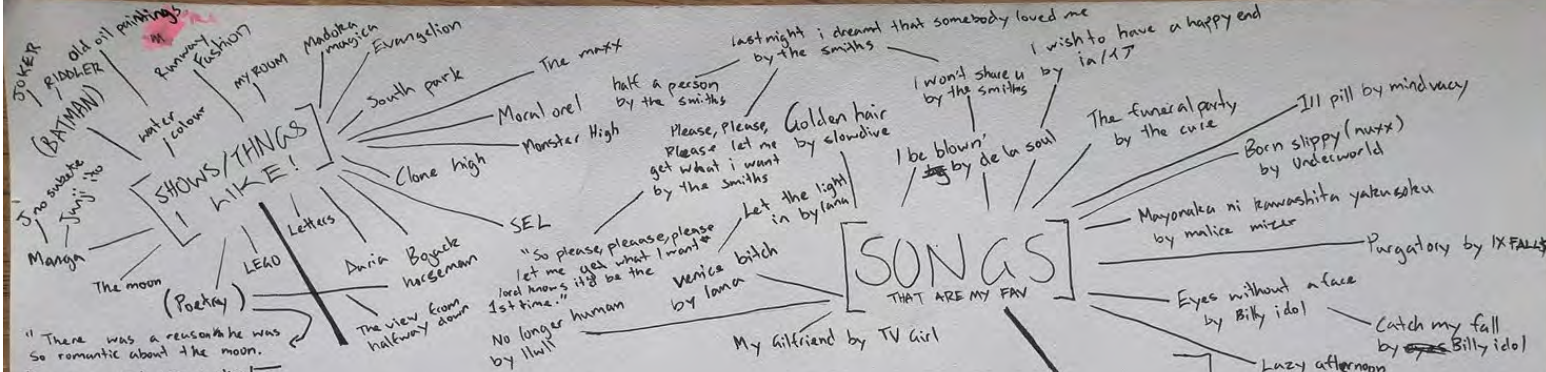 JOKER
RIDDLER
(BATMAN)
Old oil paintings
Runway
Fashion
water
colour
my ROOM
Madoka
magica
Evangelion
South park
The maxx
Moral orel
Monster High
Clone high
SEL
[SHOWS/THNGS
I LIKE!]
J no subete
Junji ito
Manga
The moon
(Poetry)
LEGO
Letters
Daria
Bojack
horseman
The view from
halfway down
" There was a reason he was
so romantic about the moon.
half a person
by the smiths
last night i dreamt that somebody loved me
by the smiths
I won't share u
by the smiths
I wish to have a happy end
by ia/イア
Please, Please,
Please let me
get what i want
by the smiths
"So please, pleaase, please
let me get what I want
lord knows it'd be the
1st time."
Golden hair
by slowdive
I be blown'
by de la soul
The funeral party
by the cure
Ill pill by mindvacy
Born slippy (nuxx)
by Underworld
Mayonaka ni kawashita yakusoku
by malice mizer
Purgatory by IX FALLS
Let the light
in by lana
venice bitch
by lana
No longer human
by llwll
[SONGS]
THAT ARE MY FAV
My Gilfriend by TV Girl
Eyes without a face
by Billy idol
Catch my fall
by Billy idol
Lazy afternoon